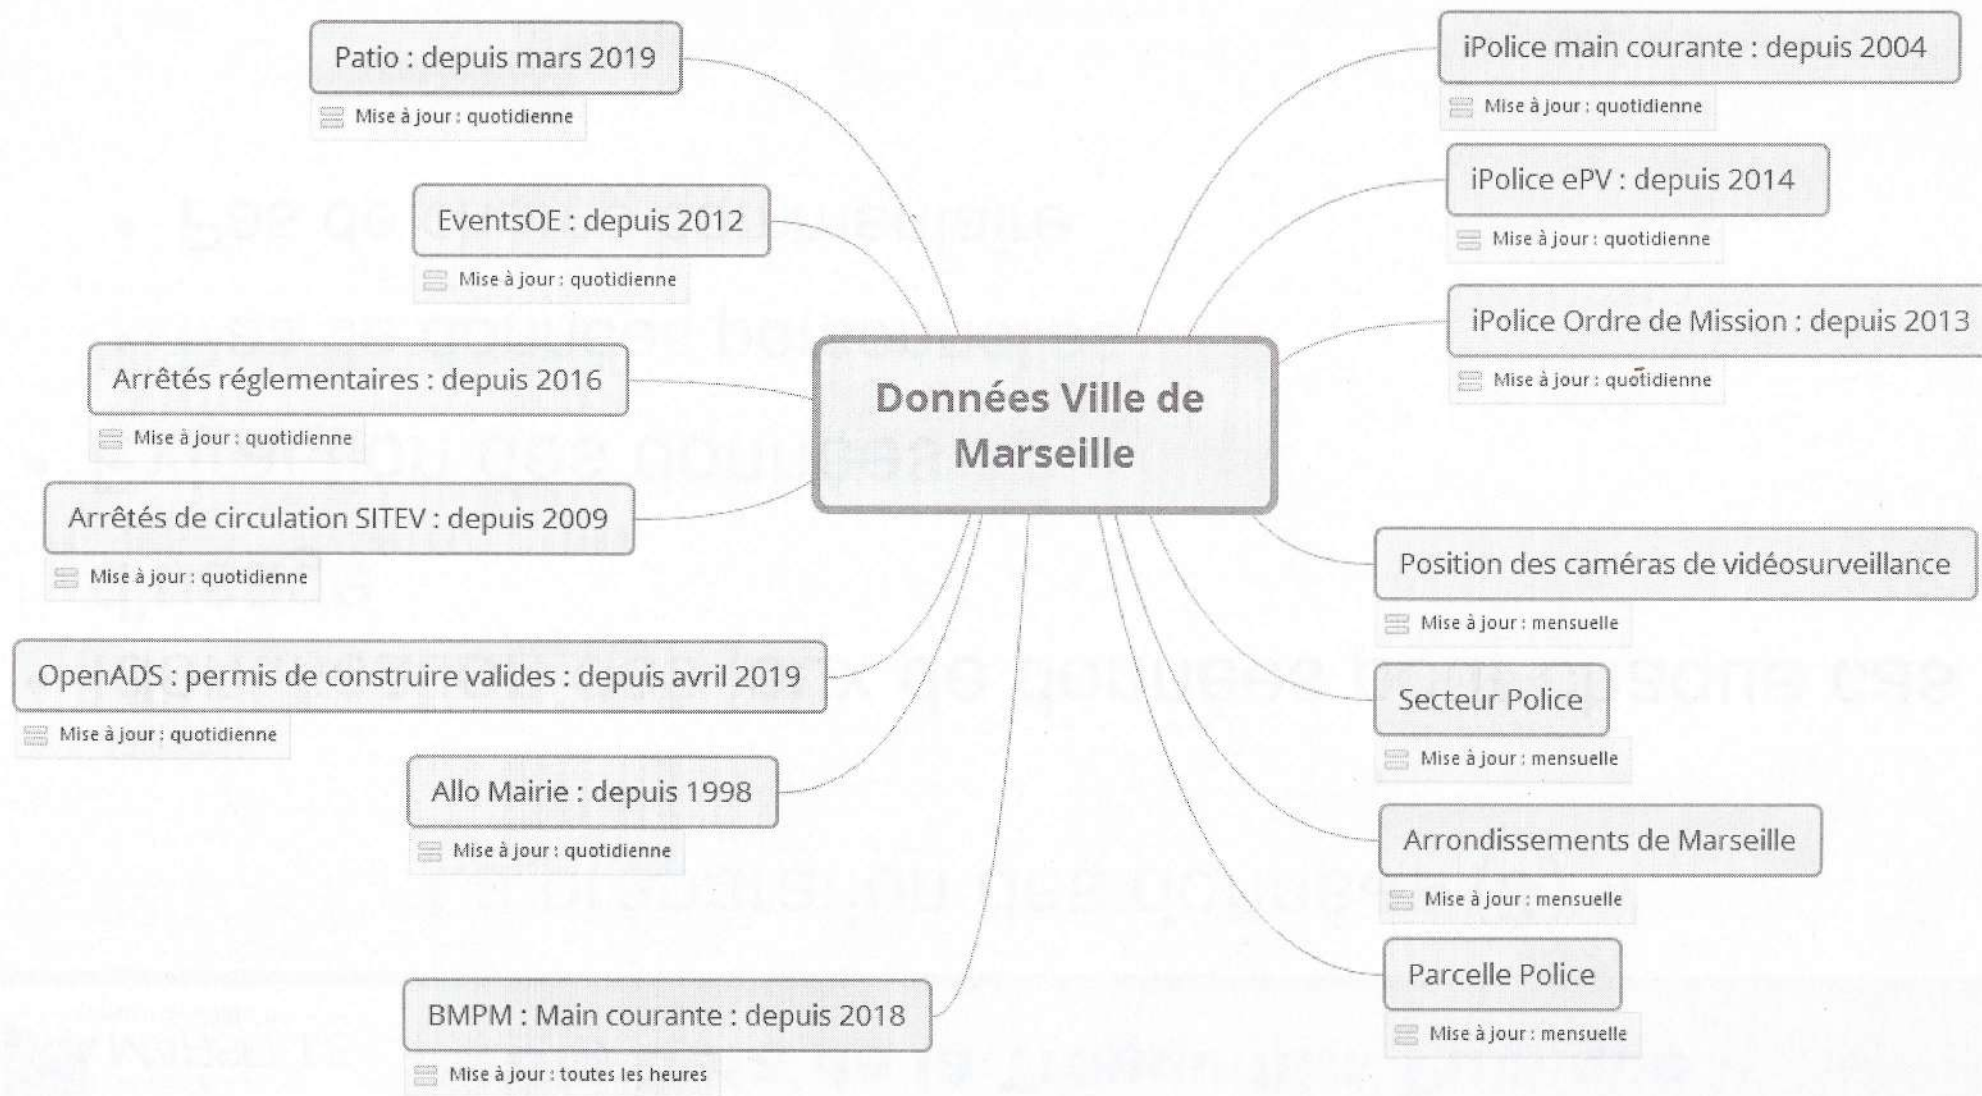 Patio : depuis mars 2019
Mise à jour : quotidienne
EventsOE : depuis 2012
Mise à jour : quotidienne
Arrêtés réglementaires : depuis 2016
Mise à jour : quotidienne
Arrêtés de circulation SITEV : depuis 2009
Mise à jour : quotidienne
OpenADS : permis de construire valides : depuis avril 2019
Mise à jour : quotidienne
Allo Mairie : depuis 1998
Mise à jour : quotidienne
BMPM : Main courante : depuis 2018
Mise à jour : toutes les heures
Données Ville de
Marseille
iPolice main courante : depuis 2004
Mise à jour : quotidienne
iPolice ePV : depuis 2014
Mise à jour : quotidienne
iPolice Ordre de Mission : depuis 2013
Mise à jour : quotidienne
Position des caméras de vidéosurveillance
Mise à jour : mensuelle
Secteur Police
Mise à jour : mensuelle
Arrondissements de Marseille
Mise à jour : mensuelle
Parcelle Police
Mise à jour : mensuelle